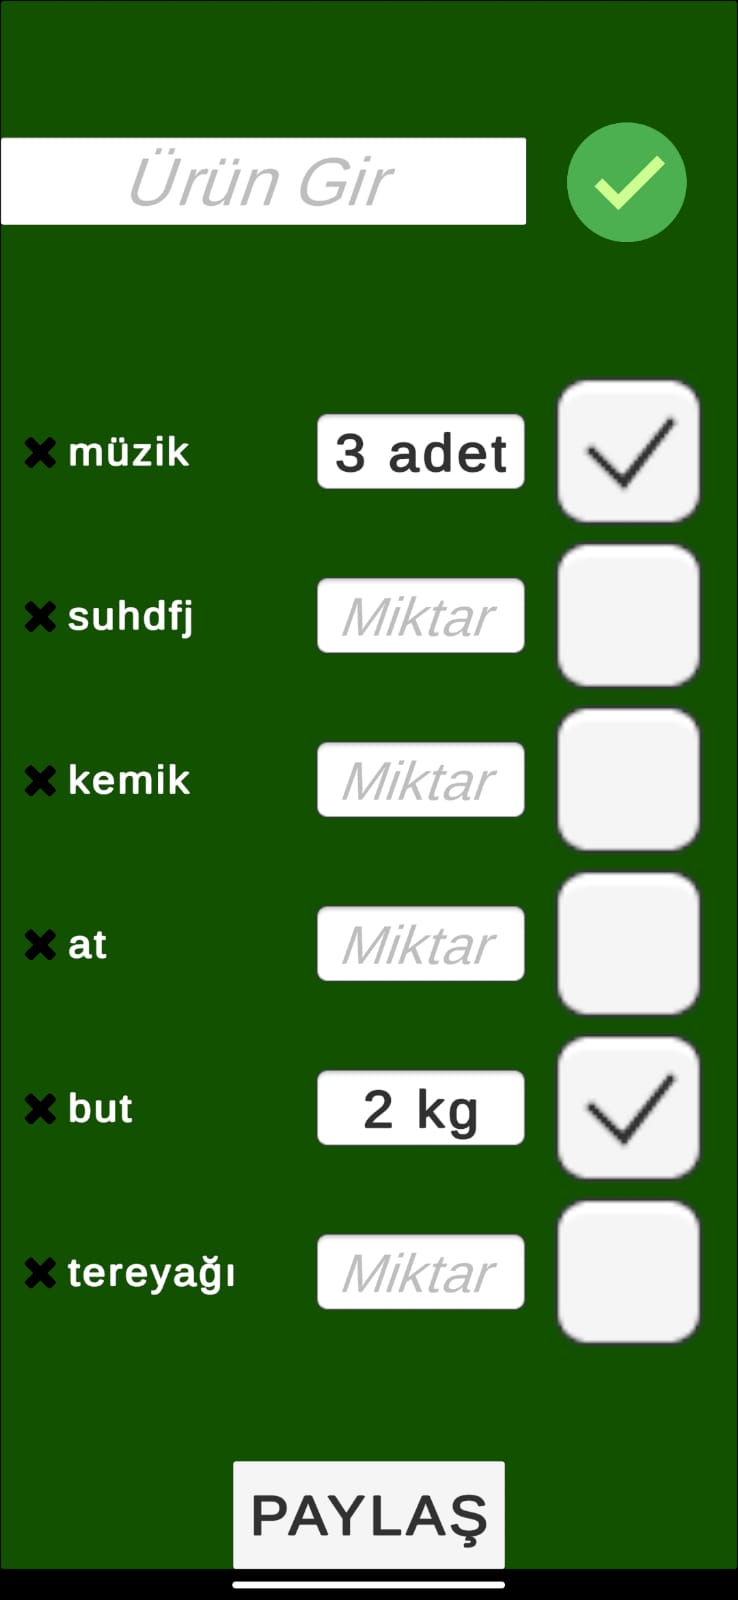 Ürün Gir
müzik 3 adet
suhdfj Miktar
kemik Miktar
at Miktar
but 2 kg
tereyağı Miktar
PAYLAŞ